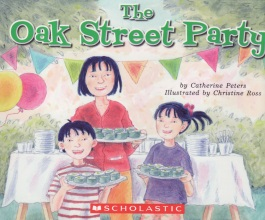 The
Oak Street Party
by Catherine Peters
Illustrated by Christine Ross
SCHOLASTIC